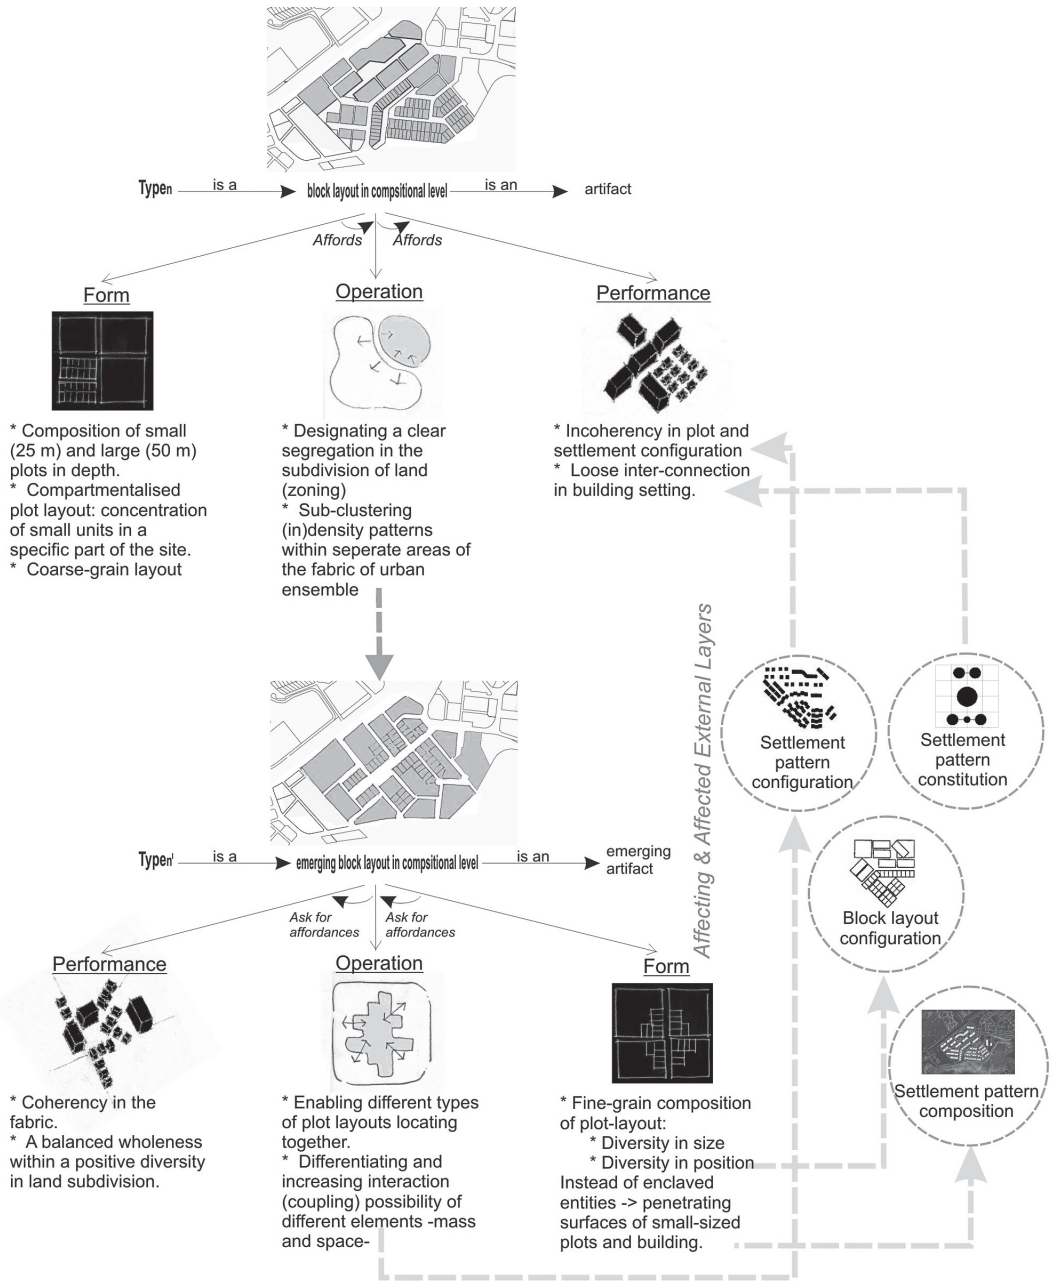 Typen is a block layout in compsitional level is an artifact
Affords Affords
Form
Operation
Performance
* Composition of small
(25 m) and large (50 m)
plots in depth.
* Compartmentalised
plot layout: concentration
of small units in a
specific part of the site.
* Coarse-grain layout
* Designating a clear
segregation in the
subdivision of land
(zoning)
* Sub-clustering
(in)density patterns
within seperate areas of
the fabric of urban
ensemble
* Incoherency in plot and
settlement configuration
* Loose inter-connection
in building setting.
Affecting & Affected External Layers
Settlement
pattern
configuration
Settlement
pattern
constitution
Block layout
configuration
Settlement pattern
composition
Typen' is a emerging block layout in compsitional level is an emerging
artifact
Ask for
affordances
Ask for
affordances
Performance
Operation
Form
* Coherency in the
fabric.
* A balanced wholeness
within a positive diversity
in land subdivision.
* Enabling different types
of plot layouts locating
together.
* Differentiating and
increasing interaction
(coupling) possibility of
different elements -mass
and space-
* Fine-grain composition
of plot-layout:
* Diversity in size
* Diversity in position
Instead of enclaved
entities -> penetrating
surfaces of small-sized
plots and building.